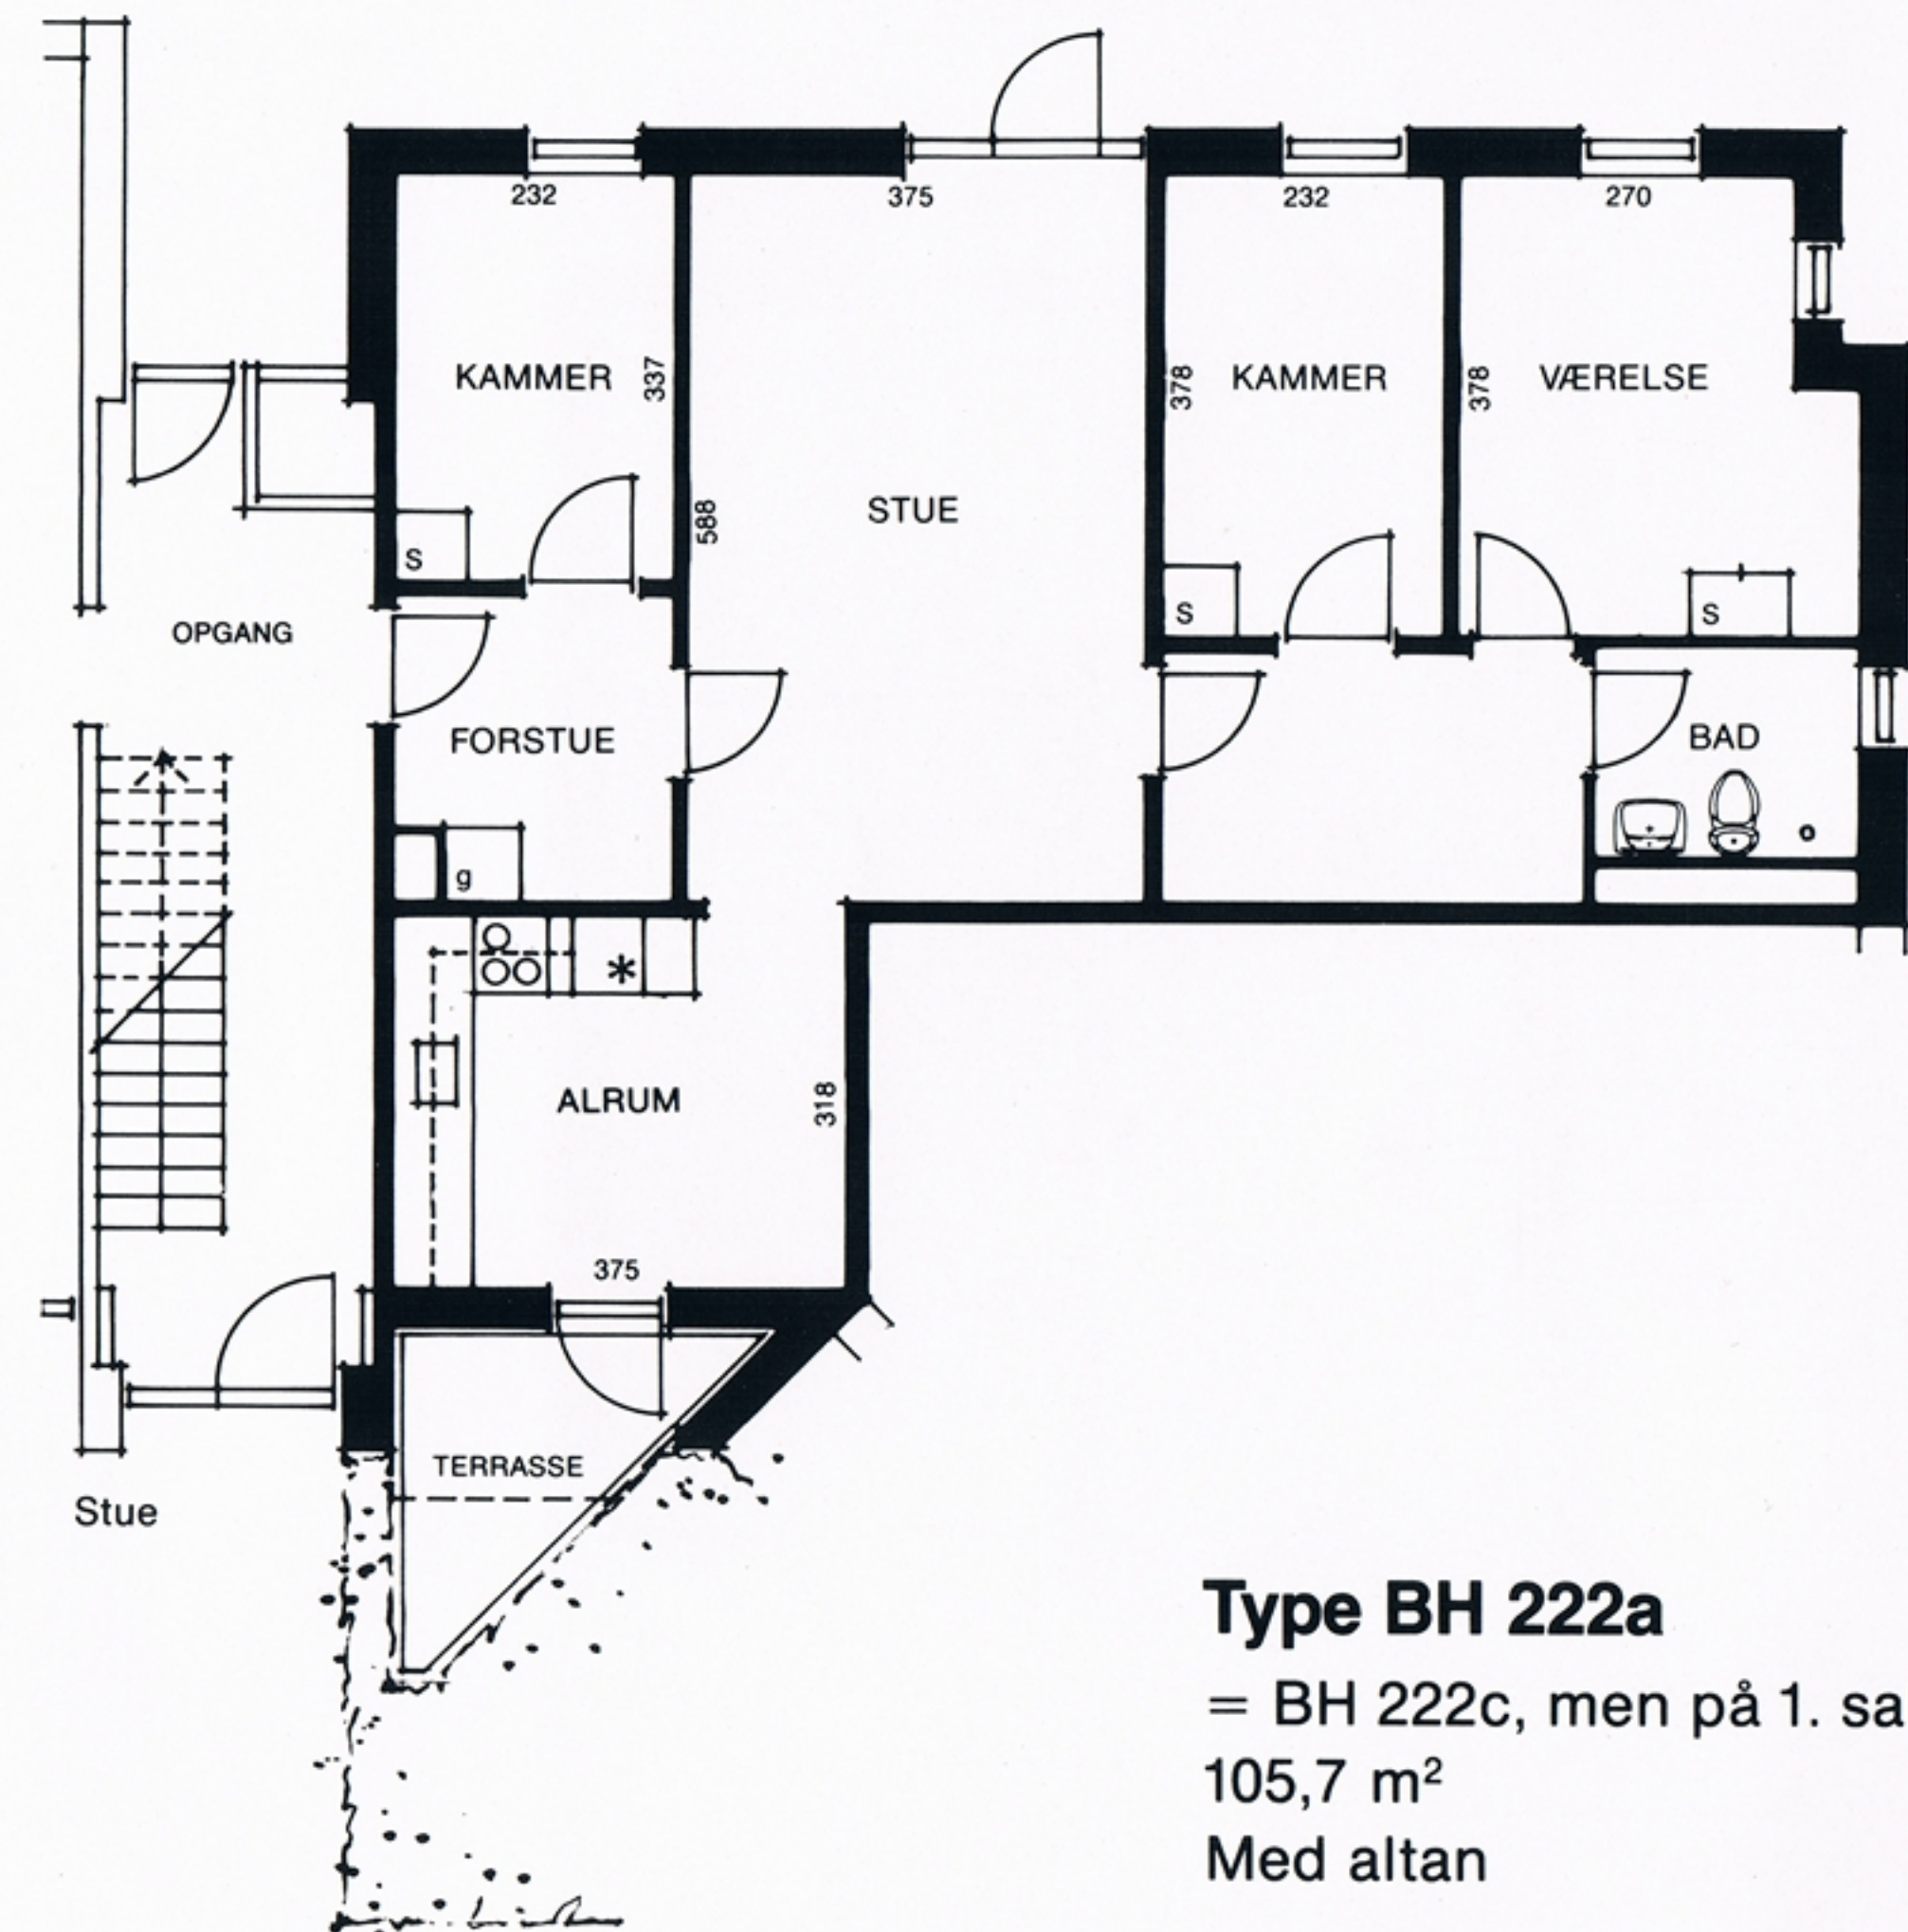 232
375
232
270
KAMMER
337
378
KAMMER
378
VÆRELSE
STUE
588
S
S
S
OPGANG
FORSTUE
BAD
g
*
ALRUM
318
375
TERRASSE
Stue
Type BH 222a
= BH 222c, men på 1. sa
105,7 m²
Med altan